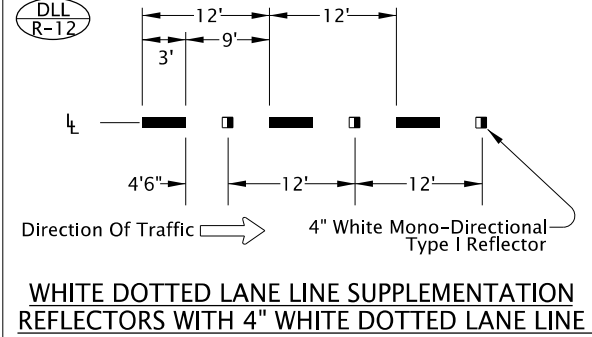 DLL
R-12
12' 12'
3' 9'
4'6" 12' 12'
Direction Of Traffic
4" White Mono-Directional
Type I Reflector
WHITE DOTTED LANE LINE SUPPLEMENTATION
REFLECTORS WITH 4" WHITE DOTTED LANE LINE